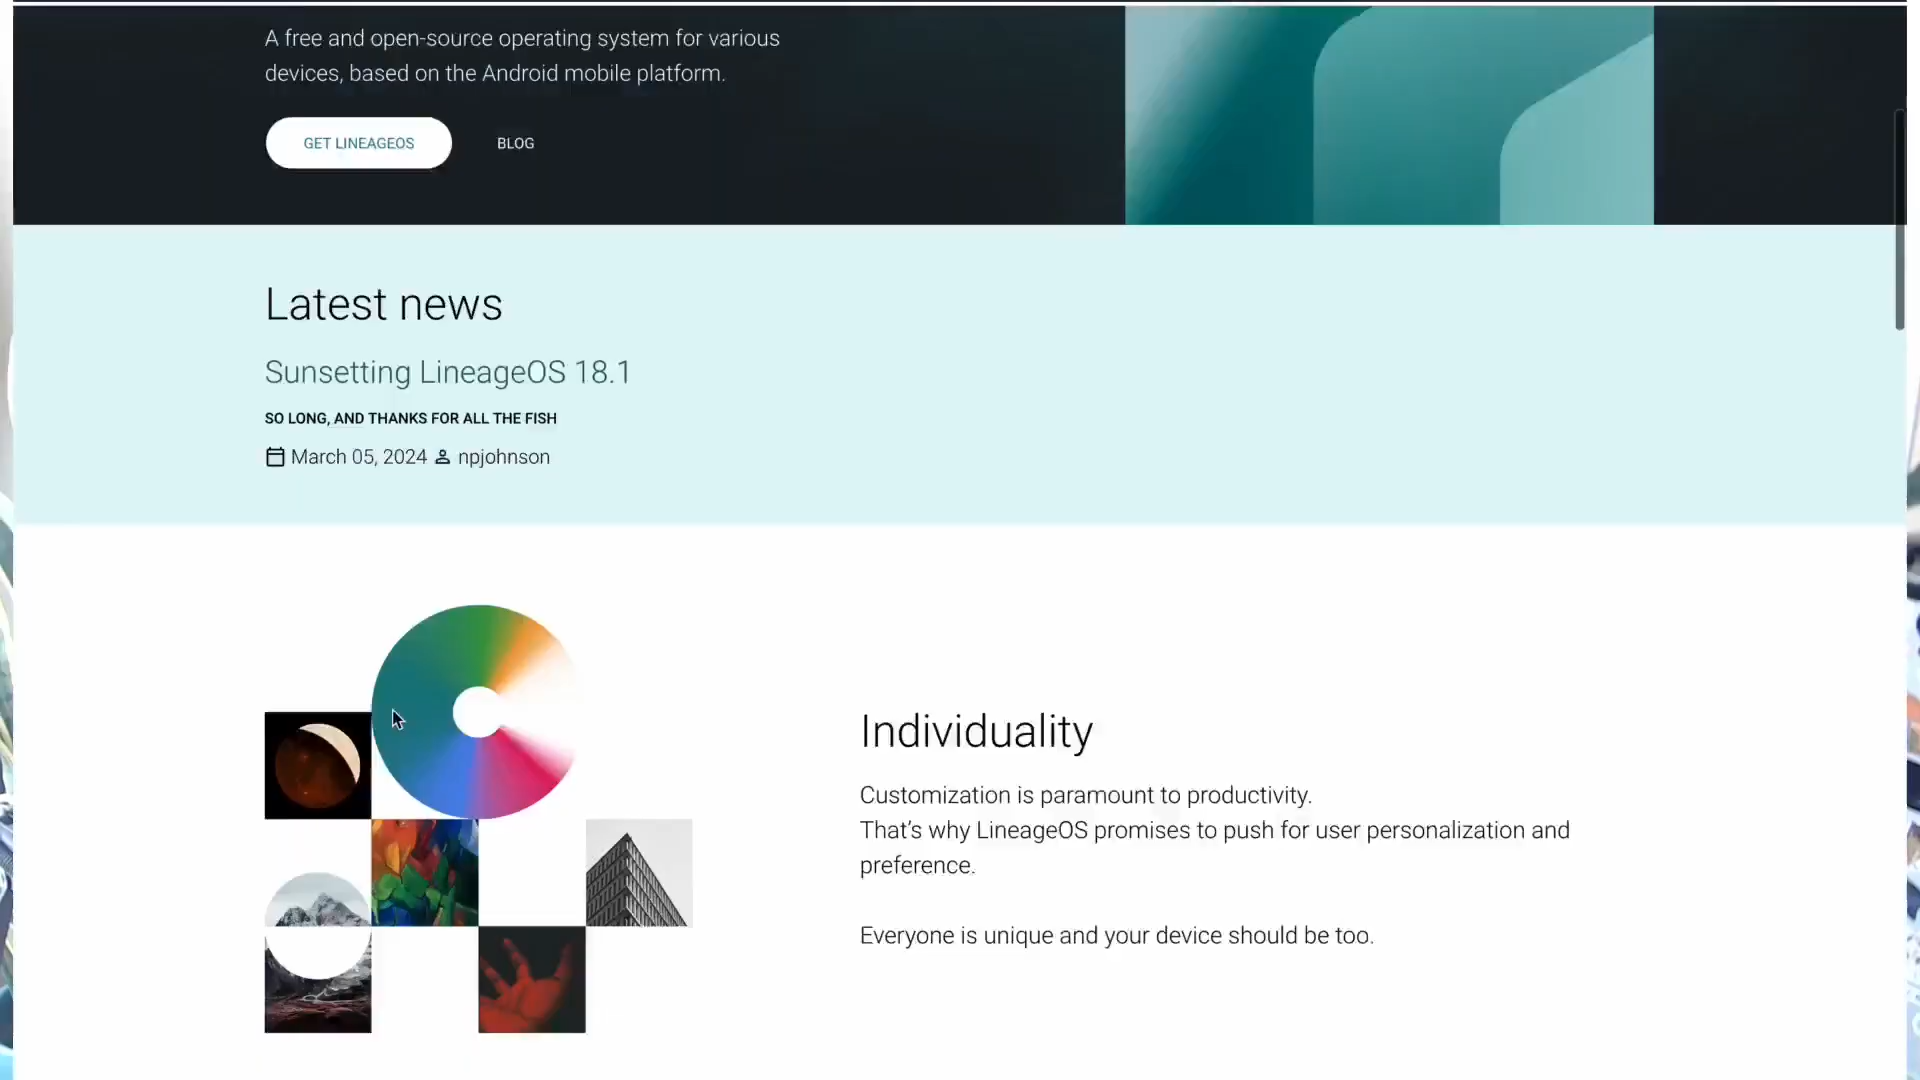 A free and open-source operating system for various
devices, based on the Android mobile platform.
GET LINEAGEOS
BLOG
Latest news
Sunsetting LineageOS 18.1
SO LONG, AND THANKS FOR ALL THE FISH
March 05, 2024 npjohnson
Individuality
Customization is paramount to productivity.
That’s why LineageOS promises to push for user personalization and
preference.
Everyone is unique and your device should be too.